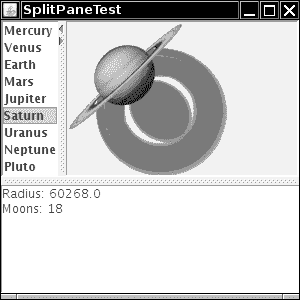 SplitPaneTest
Mercury
Venus
Earth
Mars
Jupiter
Saturn
Uranus
Neptune
Pluto
Radius: 60268.0
Moons: 18